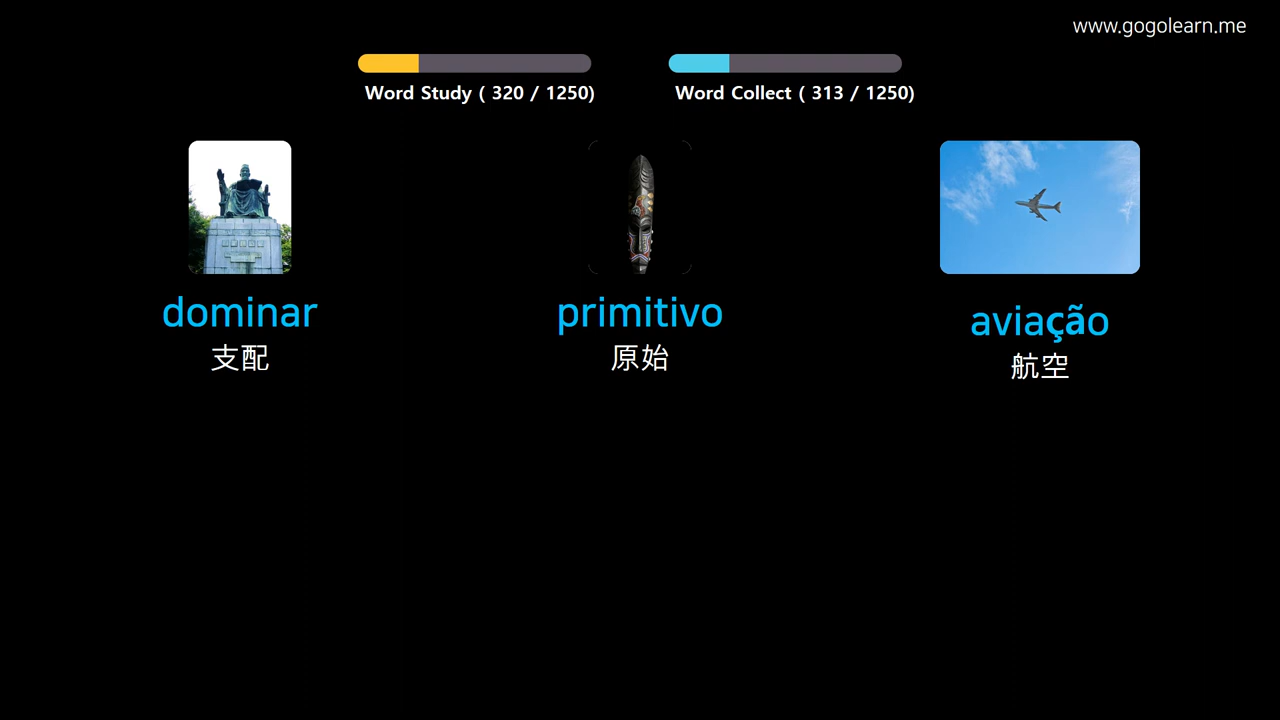 www.gogolearn.me
Word Study ( 320 / 1250)
Word Collect ( 313 / 1250)
dominar
支配
primitivo
原始
aviação
航空